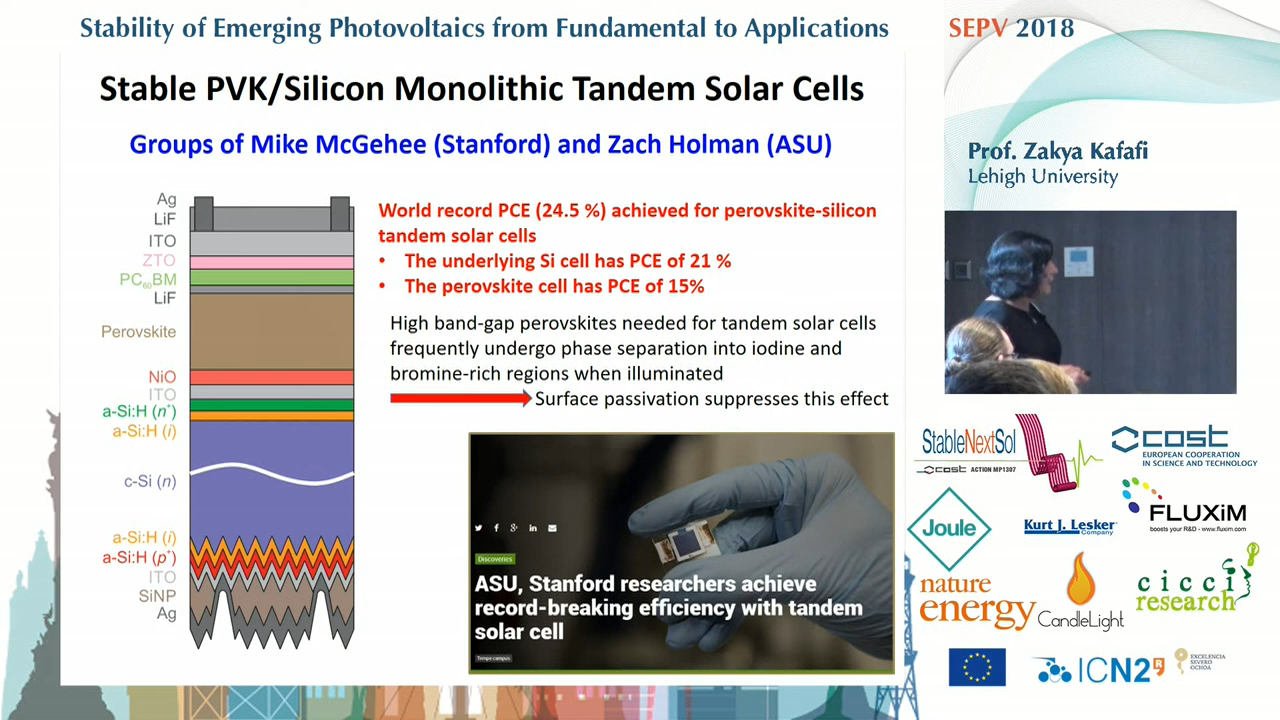 Stability of Emerging Photovoltaics from Fundamental to Applications
SEPV 2018
Stable PVK/Silicon Monolithic Tandem Solar Cells
Groups of Mike McGehee (Stanford) and Zach Holman (ASU)
Prof. Zakya Kafafi
Lehigh University
Ag
LiF
ITO
ZTO
PC60BM
LiF
Perovskite
NiO
ITO
a-Si:H (n+)
a-Si:H (i)
c-Si (n)
a-Si:H (i)
a-Si:H (p+)
ITO
SiNP
Ag
World record PCE (24.5 %) achieved for perovskite-silicon
tandem solar cells
• The underlying Si cell has PCE of 21 %
• The perovskite cell has PCE of 15%
High band-gap perovskites needed for tandem solar cells
frequently undergo phase separation into iodine and
bromine-rich regions when illuminated
Surface passivation suppresses this effect
Discoveries
ASU, Stanford researchers achieve
record-breaking efficiency with tandem
solar cell
Tempe campus
StableNextSol
cost ACTION MP1307
cost
EUROPEAN COOPERATION
IN SCIENCE AND TECHNOLOGY
Joule
Kurt J. Lesker
Company
FLUXiM
boosts your R&D - www.fluxim.com
nature
energy
CandleLight
cicci
research
ICN2
EXCELENCIA
SEVERO
OCHOA